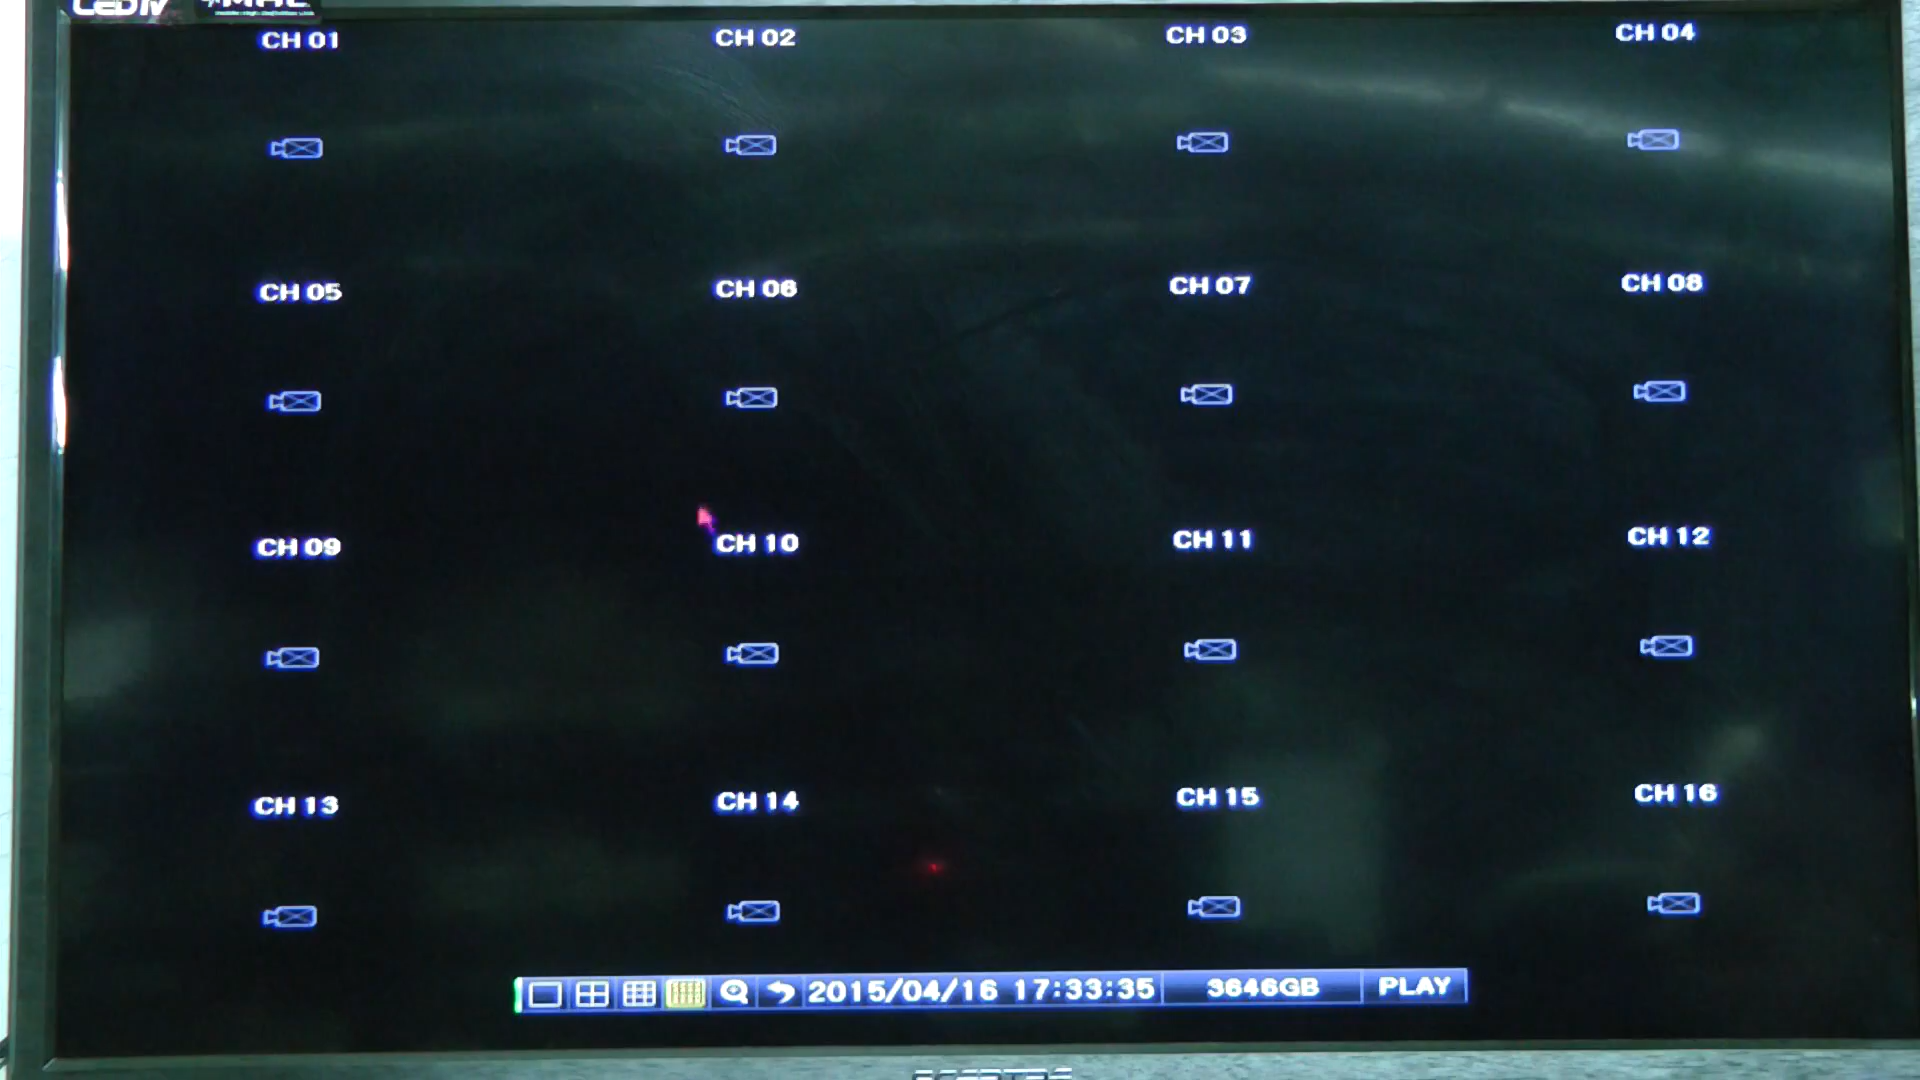 LED TV
CH 01 CH 02 CH 03 CH 04
CH 05 CH 06 CH 07 CH 08
CH 09 CH 10 CH 11 CH 12
CH 13 CH 14 CH 15 CH 16
2015/04/16 17:33:35 3646GB PLAY